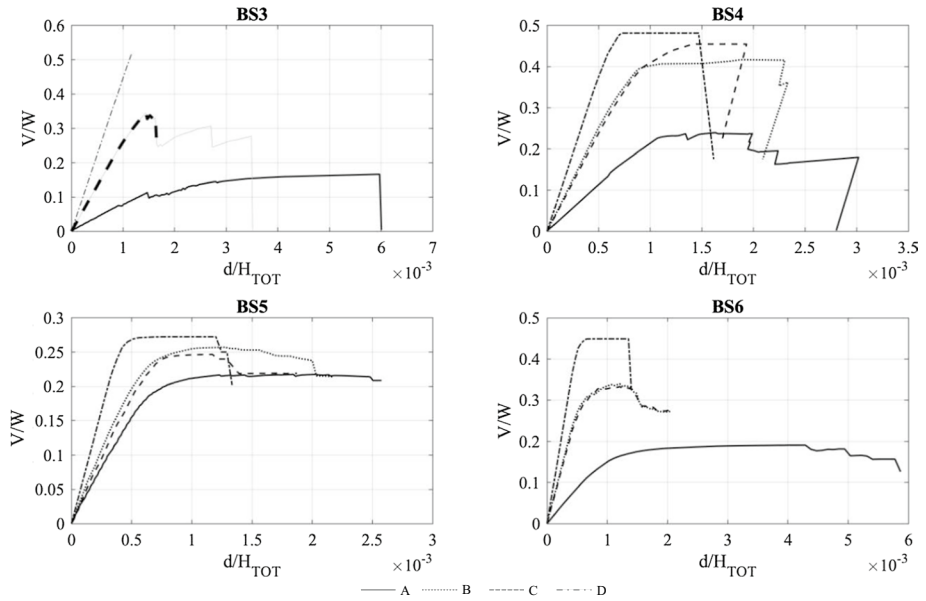 BS3
0.6
0.5
0.4
0.3
0.2
0.1
0
V/W
0 1 2 3 4 5 6 7
d/H_TOT ×10^-3
BS4
0.5
0.4
0.3
0.2
0.1
0
V/W
0 0.5 1 1.5 2 2.5 3 3.5
d/H_TOT ×10^-3
BS5
0.3
0.25
0.2
0.15
0.1
0.05
0
V/W
0 0.5 1 1.5 2 2.5 3
d/H_TOT ×10^-3
BS6
0.5
0.4
0.3
0.2
0.1
0
V/W
0 1 2 3 4 5 6
d/H_TOT ×10^-3
A B C D